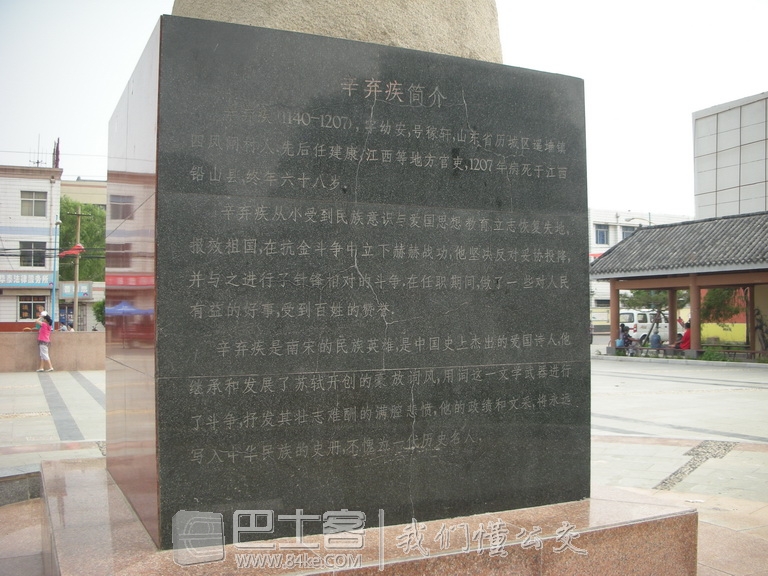 辛弃疾简介
辛弃疾(1140-1207),字幼安,号稼轩,山东省历城区遥墙镇
四风闸村人,先后任建康、江西等地方官吏,1207年病死于江西
铅山县,终年六十八岁。
辛弃疾从小受到民族意识与爱国思想教育,立志恢复失地,
报效祖国,在抗金斗争中立下赫赫战功,他坚决反对妥协投降,
并与之进行了针锋相对的斗争,在任职期间,做了一些对人民
有益的好事,受到百姓的赞誉.
辛弃疾是南宋的民族英雄,是中国史上杰出的爱国诗人,他
继承和发展了苏轼开创的豪放词风,用词这一文学武器进行
了斗争,抒发其壮志难酬的满腔悲愤,他的政绩和文采,将永远
写入中华民族的史册,不愧为一代历史名人.
巴士客 我们懂公交
www.84ke.com